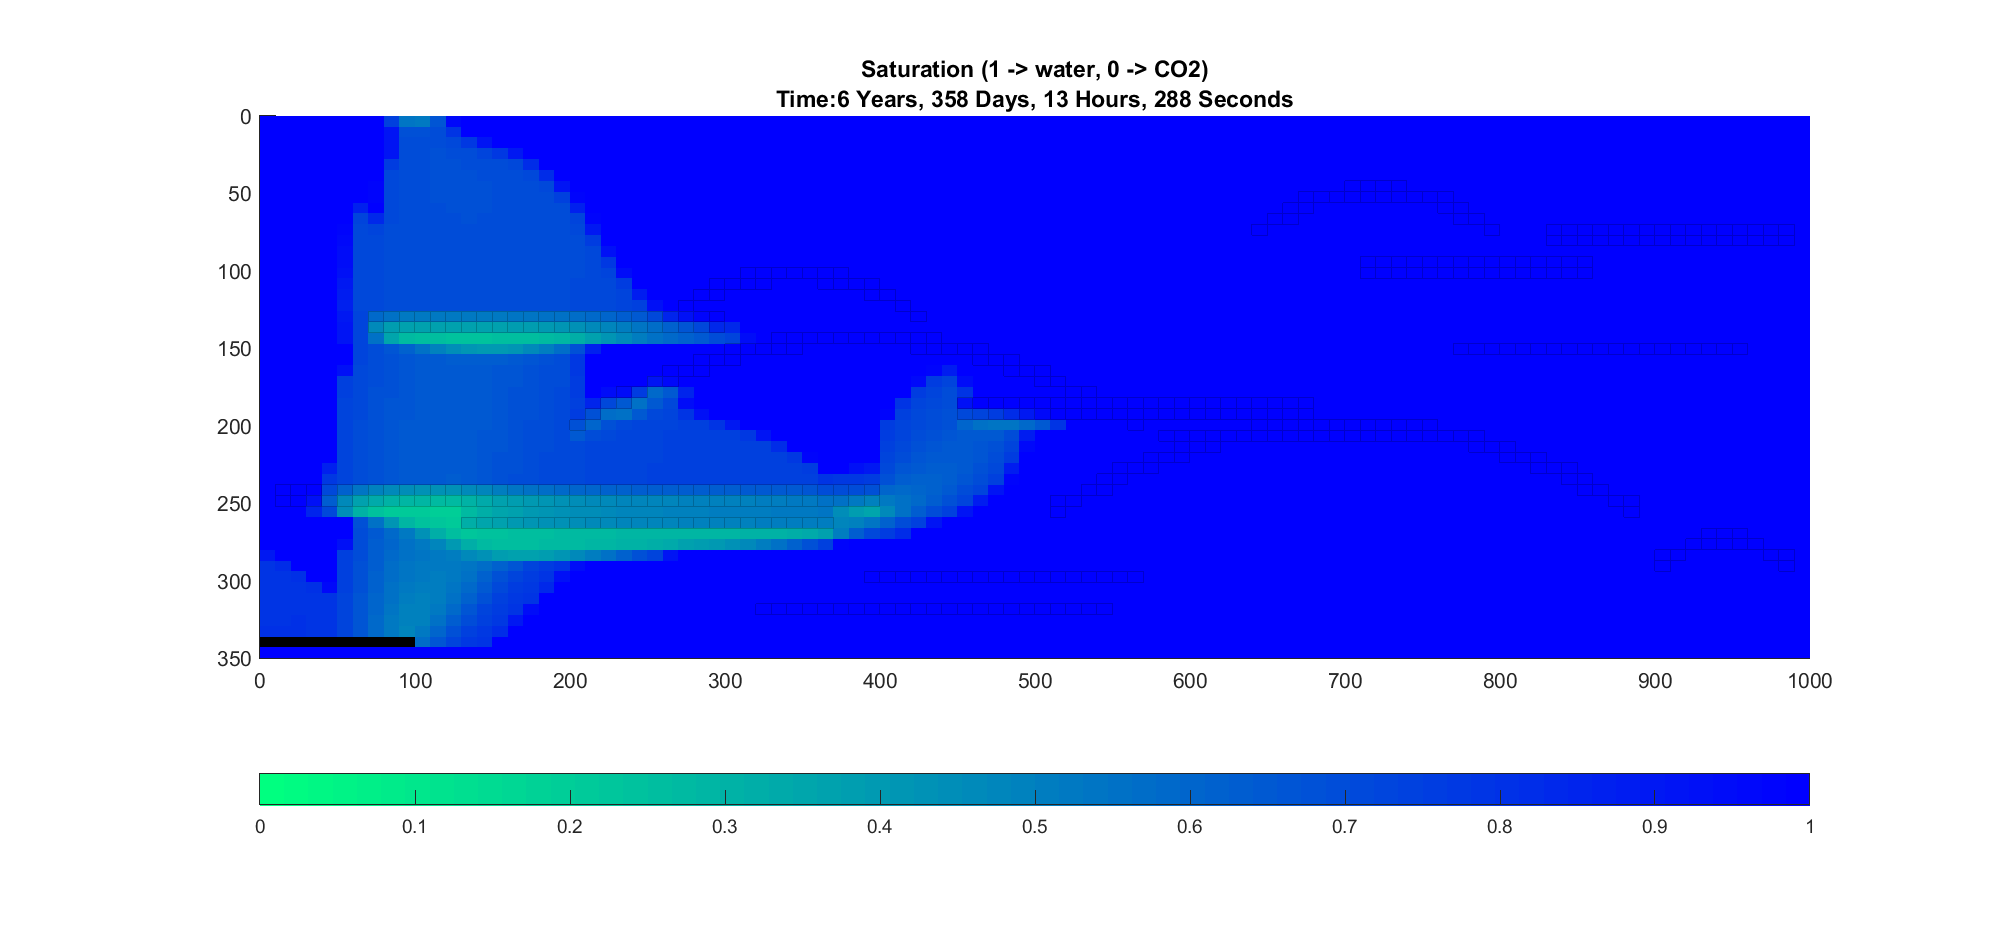 Saturation (1 -> water, 0 -> CO2)
Time:6 Years, 358 Days, 13 Hours, 288 Seconds
0
50
100
150
200
250
300
350
0 100 200 300 400 500 600 700 800 900 1000
0 0.1 0.2 0.3 0.4 0.5 0.6 0.7 0.8 0.9 1